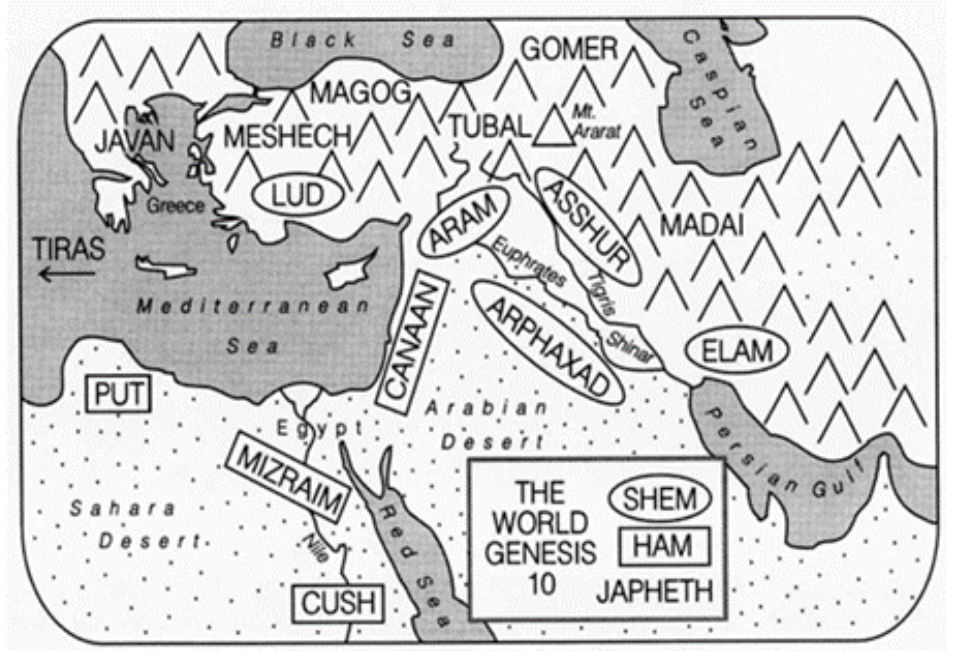 Black Sea
GOMER
Caspian
Sea
MAGOG
JAVAN
MESHECH
TUBAL
Mt.
Ararat
LUD
Greece
ARAM
ASSHUR
MADAI
TIRAS
Euphrates
Tigris
Mediterranean
Sea
CANAAN
ARPHAXAD
Shinar
ELAM
PUT
Arabian
Desert
Egypt
Persian Gulf
MIZRAIM
Sahara
Desert
Nile
Red Sea
CUSH
THE
WORLD
GENESIS
10
SHEM
HAM
JAPHETH